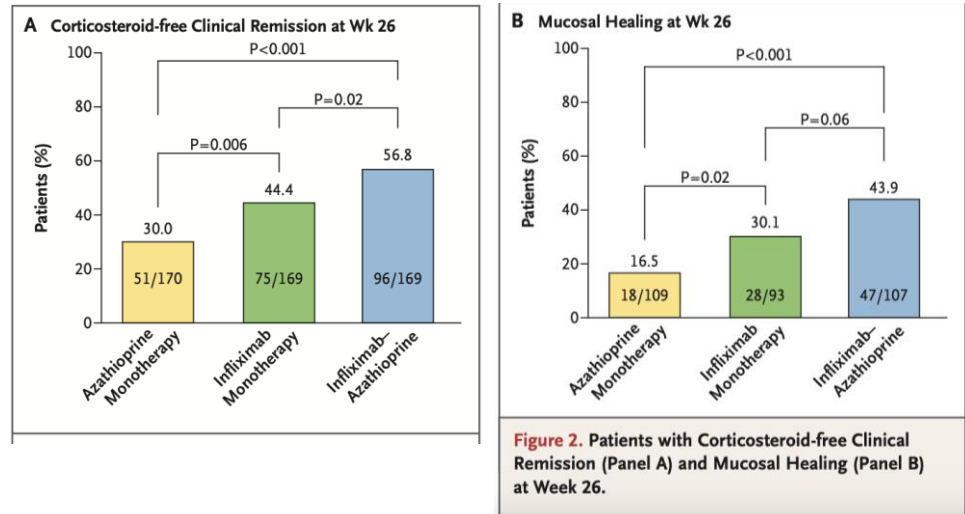 A Corticosteroid-free Clinical Remission at Wk 26
Patients (%)
100
80
60
40
20
0
P<0.001
P=0.02
P=0.006
30.0
44.4
56.8
51/170
75/169
96/169
Azathioprine
Monotherapy
Infliximab
Monotherapy
Infliximab–
Azathioprine
B Mucosal Healing at Wk 26
Patients (%)
100
80
60
40
20
0
P<0.001
P=0.06
P=0.02
16.5
30.1
43.9
18/109
28/93
47/107
Azathioprine
Monotherapy
Infliximab
Monotherapy
Infliximab–
Azathioprine
Figure 2. Patients with Corticosteroid-free Clinical
Remission (Panel A) and Mucosal Healing (Panel B)
at Week 26.